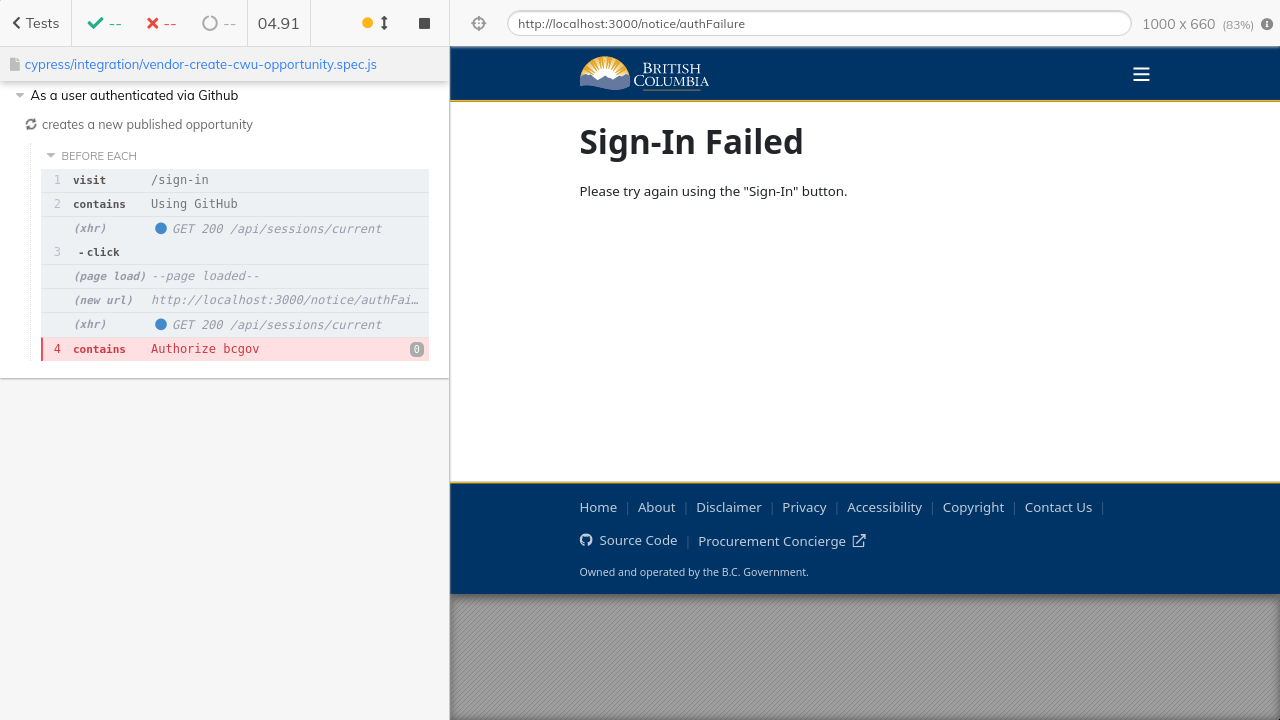 Tests
--
--
--
04.91
http://localhost:3000/notice/authFailure
1000 x 660 (83%)
cypress/integration/vendor-create-cwu-opportunity.spec.js
As a user authenticated via Github
creates a new published opportunity
BEFORE EACH
1 visit /sign-in
2 contains Using GitHub
(xhr) GET 200 /api/sessions/current
3 -click
(page load) --page loaded--
(new url) http://localhost:3000/notice/authFai…
(xhr) GET 200 /api/sessions/current
4 contains Authorize bcgov 0
BRITISH
COLUMBIA
Sign-In Failed
Please try again using the "Sign-In" button.
Home | About | Disclaimer | Privacy | Accessibility | Copyright | Contact Us |
Source Code | Procurement Concierge
Owned and operated by the B.C. Government.